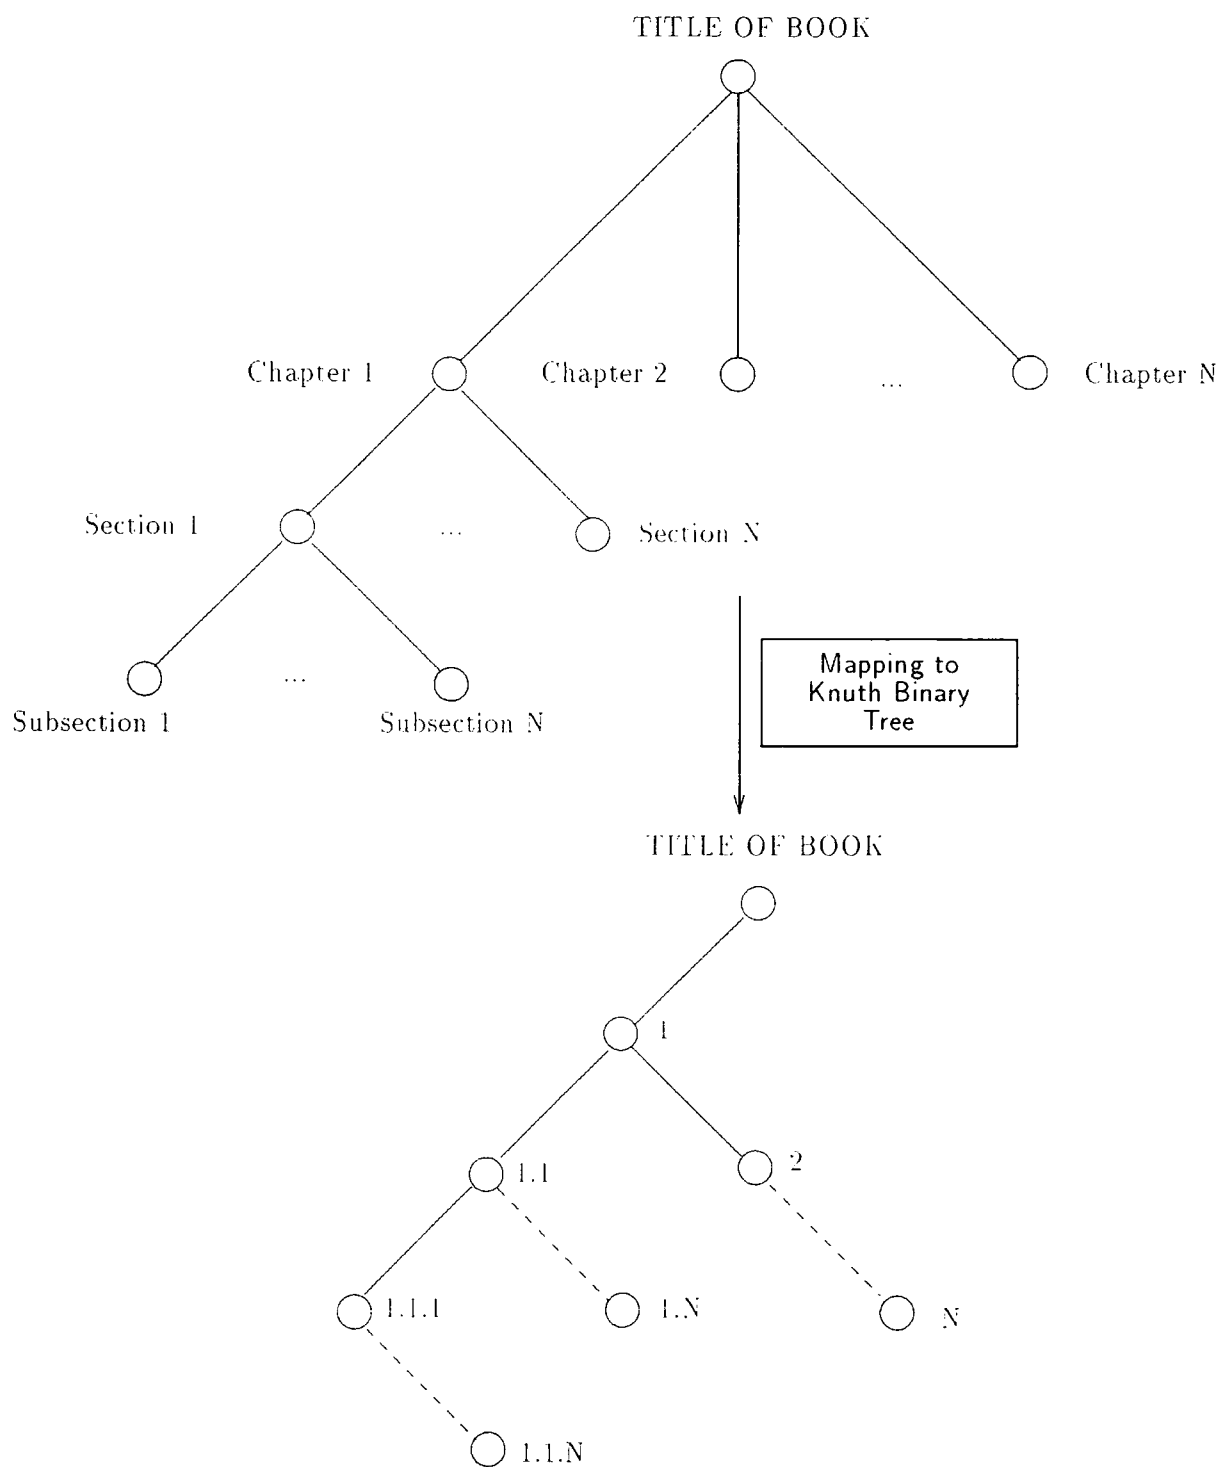 TITLE OF BOOK
Chapter 1
Chapter 2
...
Chapter N
Section 1
...
Section N
...
Subsection 1
Subsection N
Mapping to
Knuth Binary
Tree
TITLE OF BOOK
1
1.1
2
1.1.1
1.N
N
1.1.N